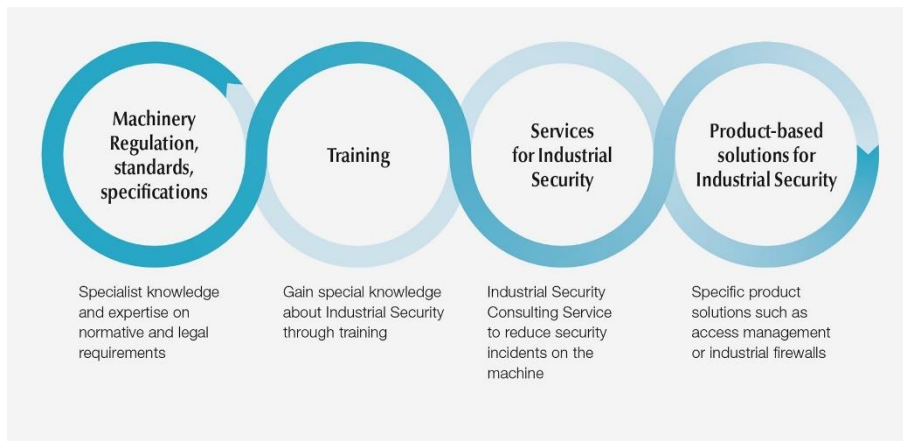 Machinery
Regulation,
standards,
specifications
Training
Services
for Industrial
Security
Product-based
solutions for
Industrial Security
Specialist knowledge
and expertise on
normative and legal
requirements
Gain special knowledge
about Industrial Security
through training
Industrial Security
Consulting Service
to reduce security
incidents on the
machine
Specific product
solutions such as
access management
or industrial firewalls